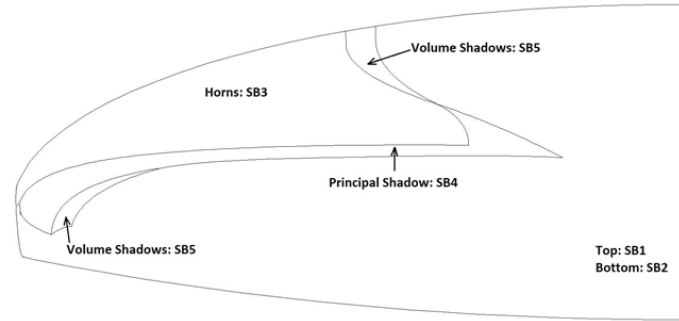 Volume Shadows: SB5
Horns: SB3
Principal Shadow: SB4
Volume Shadows: SB5
Top: SB1
Bottom: SB2